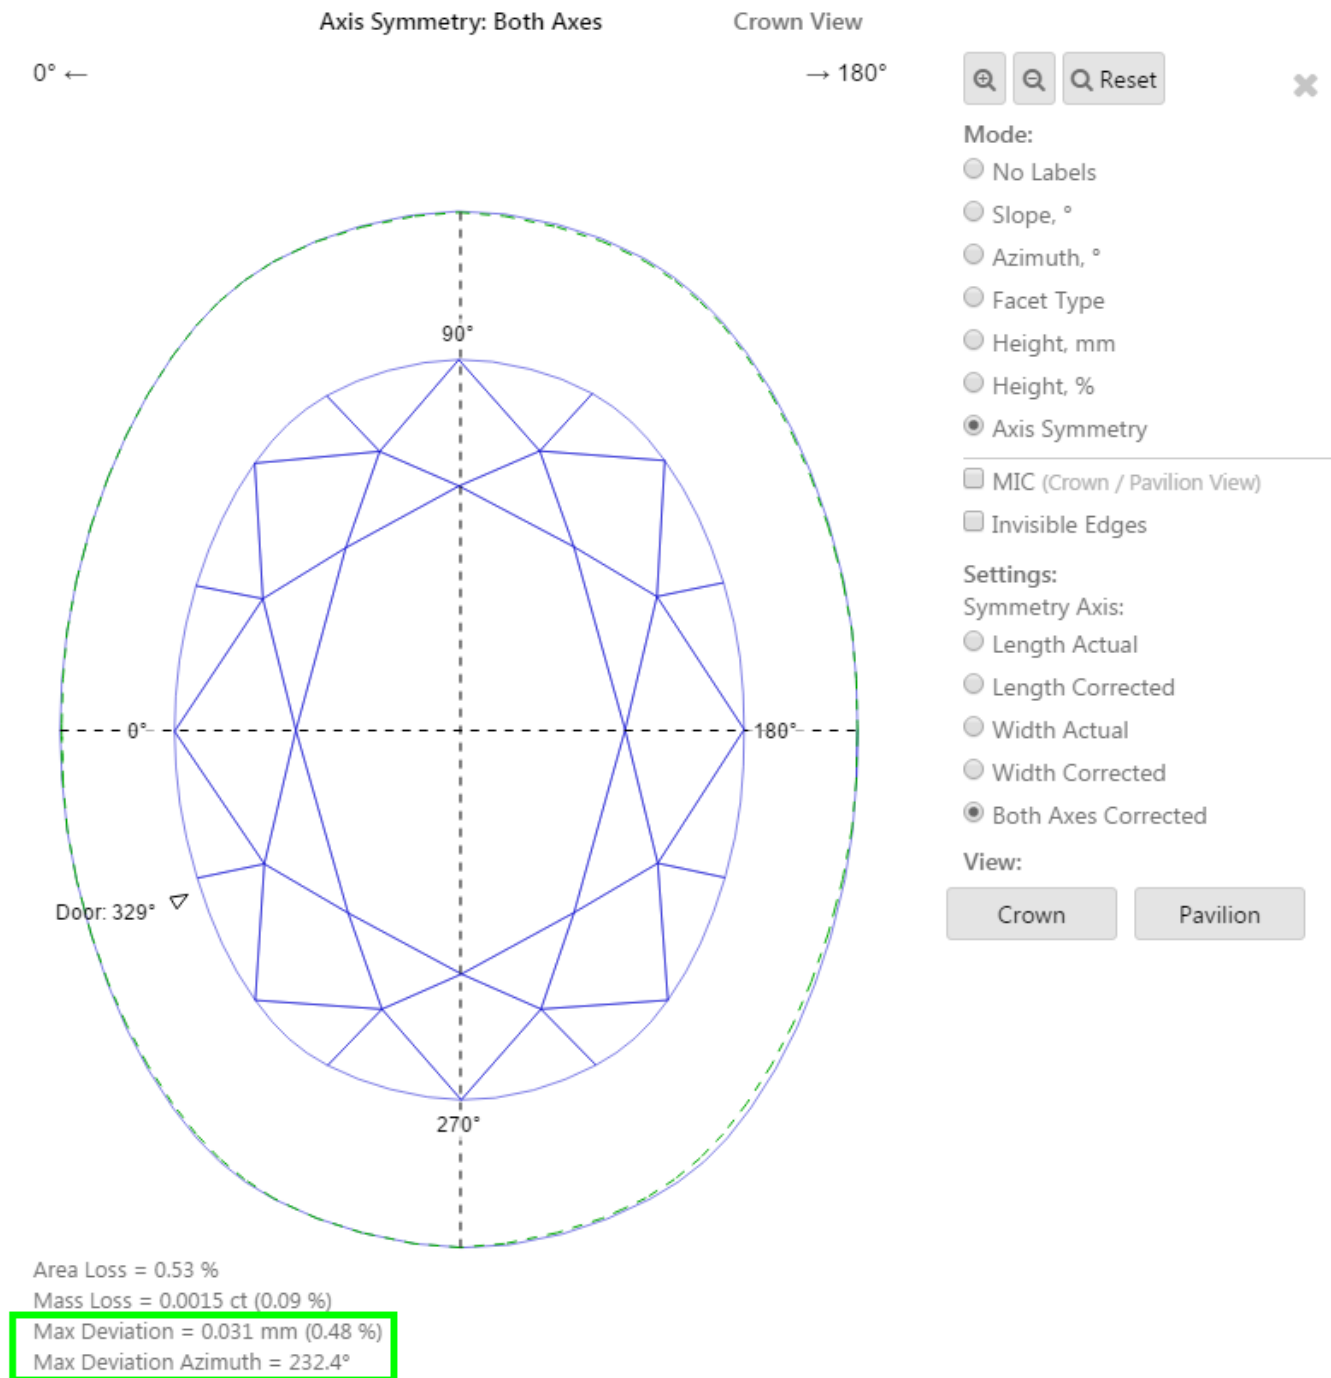 Axis Symmetry: Both Axes
Crown View
0° ←
→ 180°
Reset
Mode:
No Labels
Slope, °
Azimuth, °
Facet Type
Height, mm
Height, %
Axis Symmetry
MIC (Crown / Pavilion View)
Invisible Edges
Settings:
Symmetry Axis:
Length Actual
Length Corrected
Width Actual
Width Corrected
Both Axes Corrected
View:
Crown
Pavilion
90°
0°
180°
Door: 329°
270°
Area Loss = 0.53 %
Mass Loss = 0.0015 ct (0.09 %)
Max Deviation = 0.031 mm (0.48 %)
Max Deviation Azimuth = 232.4°